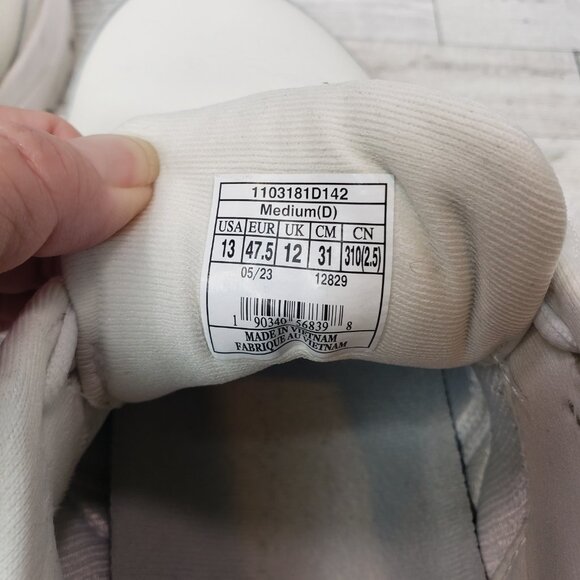 1103181D142
Medium(D)
USA EUR UK CM CN
13 47.5 12 31 310(2.5)
05/23 12829
1 90340 56839 8
MADE IN VIETNAM
FABRIQUE AU VIETNAM